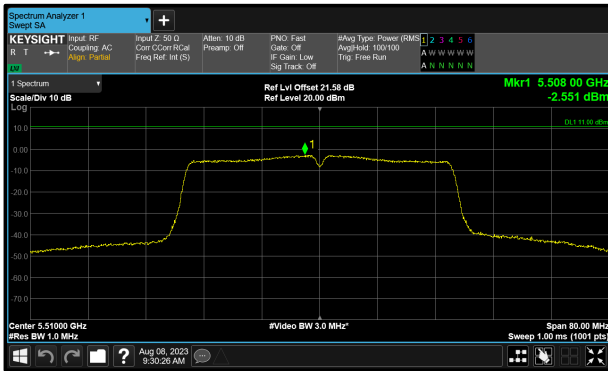 Spectrum Analyzer 1
Swept SA
KEYSIGHT
R T
Input: RF
Coupling: AC
Align: Partial
Input Z: 50 Ω
Corr CCorr RCal
Freq Ref: Int (S)
Atten: 10 dB
Preamp: Off
PNO: Fast
Gate: Off
IF Gain: Low
Sig Track: Off
#Avg Type: Power (RMS
Avg|Hold: 100/100
Trig: Free Run
1 2 3 4 5 6
A W W W W W
A N N N N N
1 Spectrum
Scale/Div 10 dB
Ref Lvl Offset 21.58 dB
Ref Level 20.00 dBm
Mkr1 5.508 00 GHz
-2.551 dBm
Log
DL1 11.00 dBm
10.0
1
0.00
-10.0
-20.0
-30.0
-40.0
-50.0
-60.0
-70.0
Center 5.51000 GHz
#Res BW 1.0 MHz
#Video BW 3.0 MHz*
Span 80.00 MHz
Sweep 1.00 ms (1001 pts)
?
Aug 08, 2023
9:30:26 AM